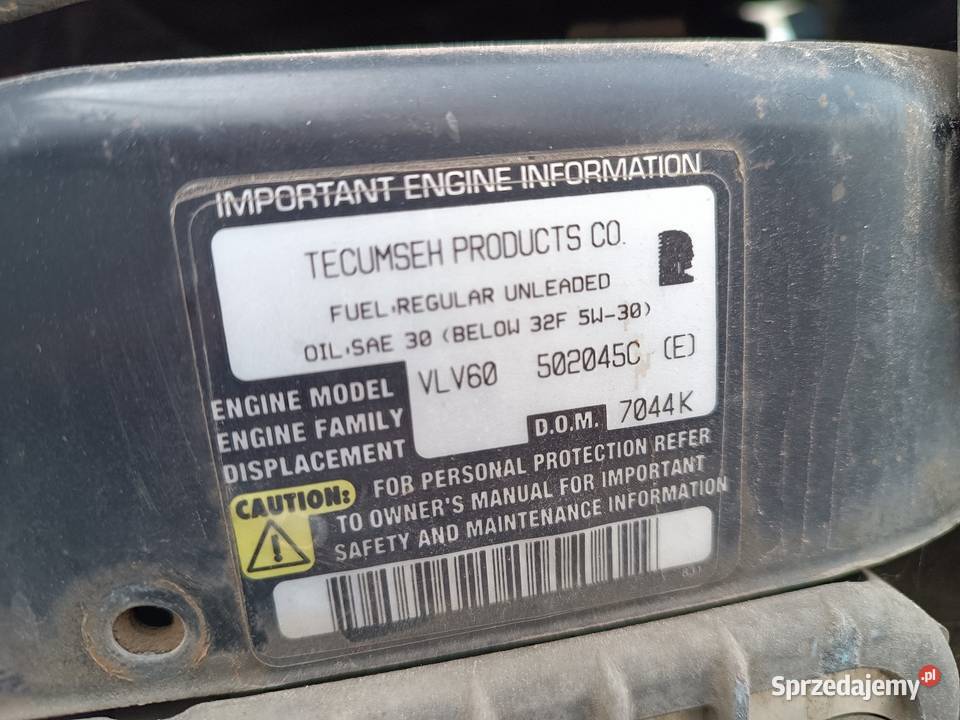 IMPORTANT ENGINE INFORMATION
TECUMSEH PRODUCTS CO.
FUEL:REGULAR UNLEADED
OIL:SAE 30 (BELOW 32F 5W-30)
ENGINE MODEL VLV60 502045C (E)
ENGINE FAMILY D.O.M. 7044K
DISPLACEMENT
CAUTION: FOR PERSONAL PROTECTION REFER
TO OWNER'S MANUAL FOR IMPORTANT
SAFETY AND MAINTENANCE INFORMATION
Sprzedajemy.pl